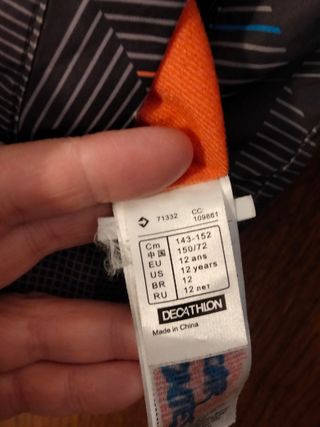 71332 CC: 109881
Cm 143-152
中国 150/72
EU 12 ans
US 12 years
BR 12
RU 12 лет
DECATHLON
Made in China